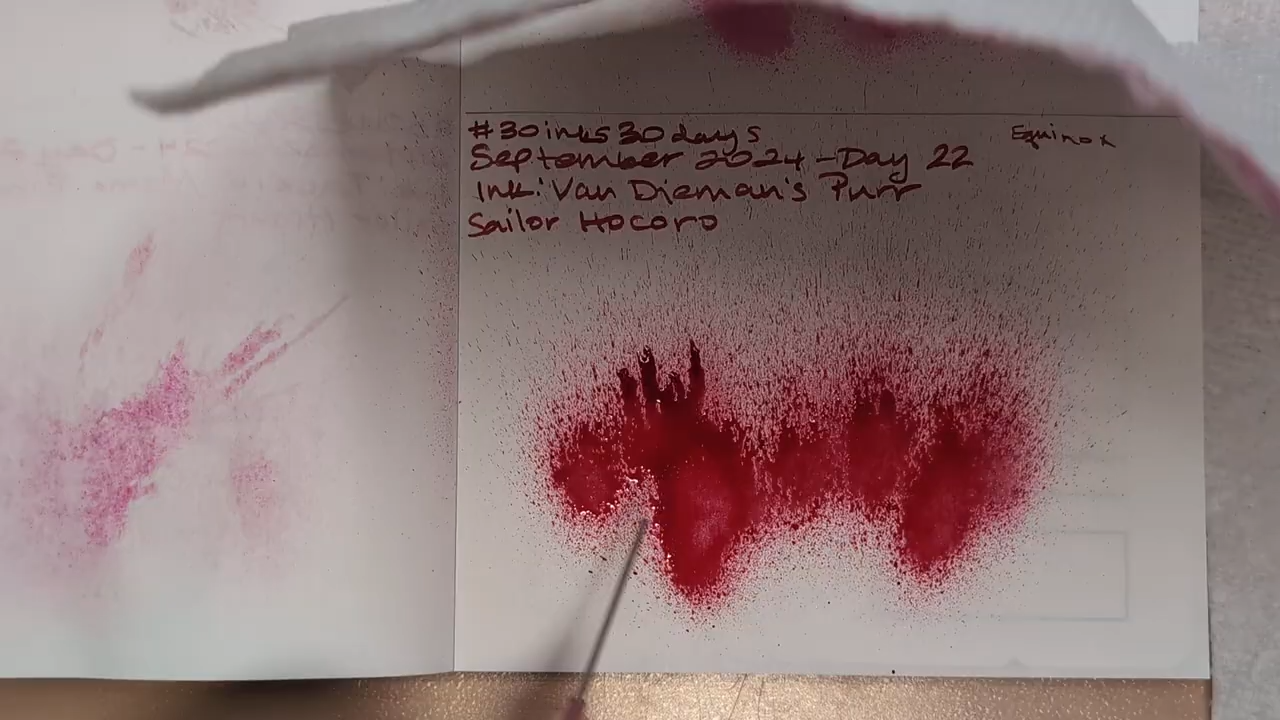 #30inks30days
Equinox
September 2024 - Day 22
Ink: Van Dieman's Purr
Sailor Hocoro